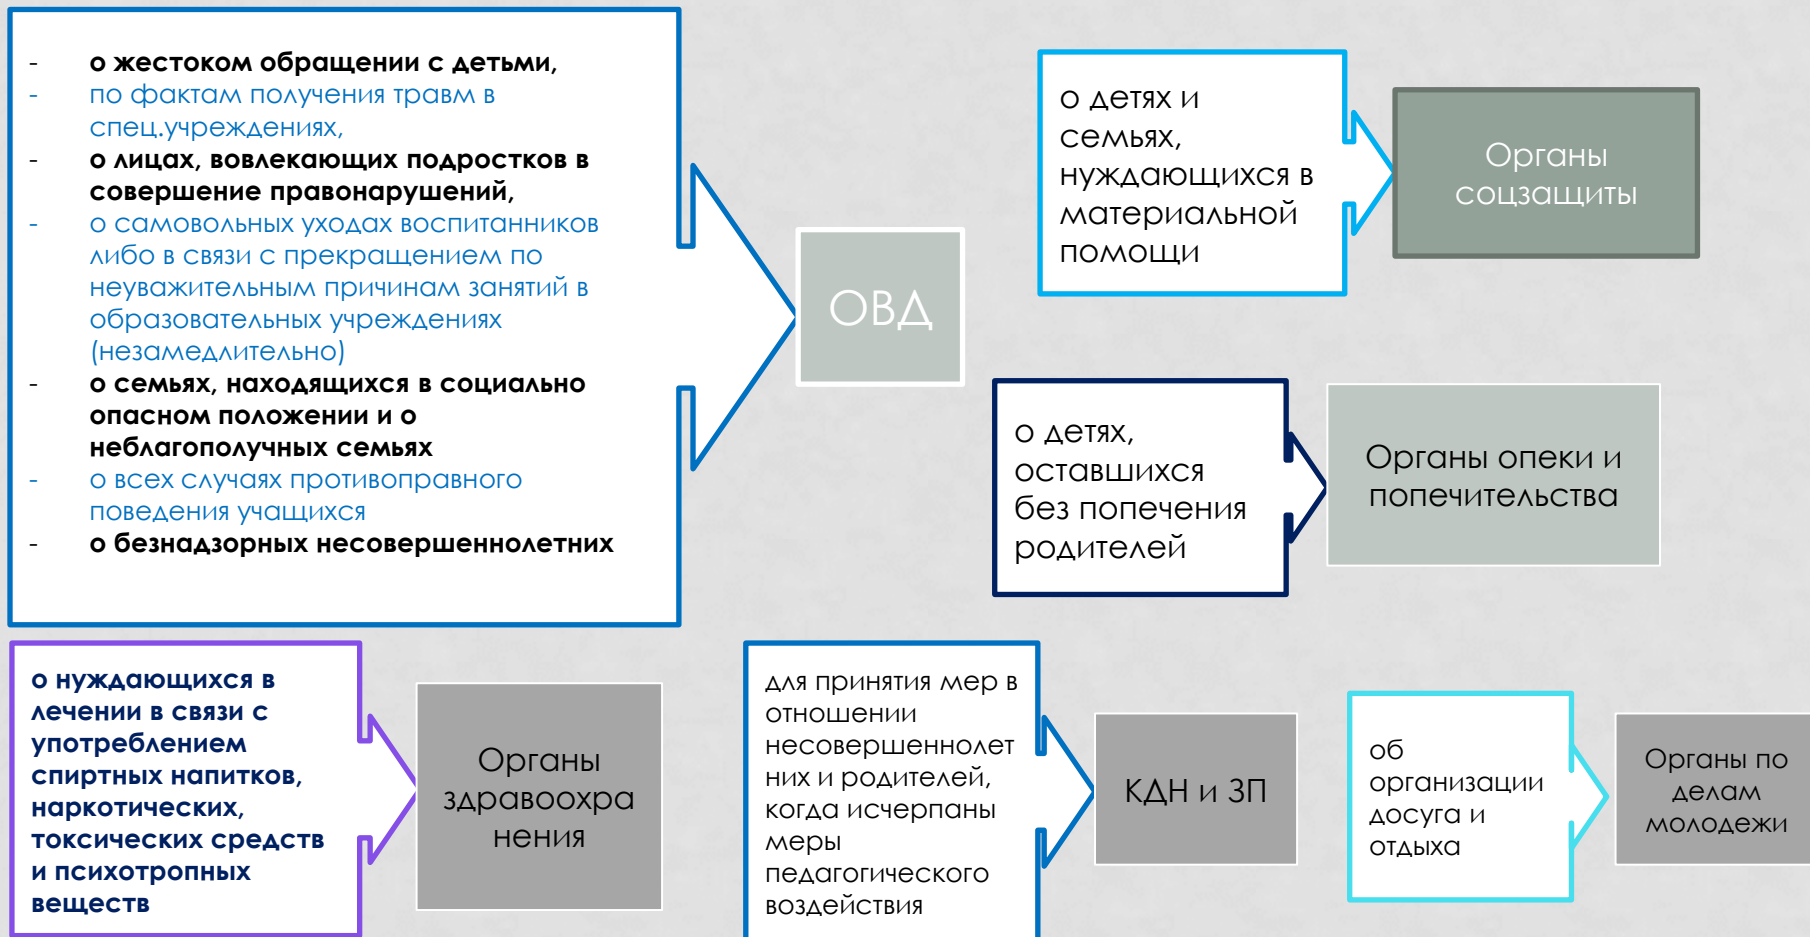 - о жестоком обращении с детьми,
- по фактам получения травм в
спец.учреждениях,
- о лицах, вовлекающих подростков в
совершение правонарушений,
- о самовольных уходах воспитанников
либо в связи с прекращением по
неуважительным причинам занятий в
образовательных учреждениях
(незамедлительно)
- о семьях, находящихся в социально
опасном положении и о
неблагополучных семьях
- о всех случаях противоправного
поведения учащихся
- о безнадзорных несовершеннолетних
ОВД
о детях и
семьях,
нуждающихся в
материальной
помощи
Органы
соцзащиты
о детях,
оставшихся
без попечения
родителей
Органы опеки и
попечительства
о нуждающихся в
лечении в связи с
употреблением
спиртных напитков,
наркотических,
токсических средств
и психотропных
веществ
Органы
здравоохра
нения
для принятия мер в
отношении
несовершеннолет
них и родителей,
когда исчерпаны
меры
педагогического
воздействия
КДН и ЗП
об
организации
досуга и
отдыха
Органы по
делам
молодежи